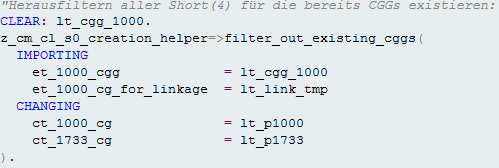 "Herausfiltern aller Short(4) für die bereits CGGs existieren:
CLEAR: lt_cgg_1000.
z_cm_cl_s0_creation_helper=>filter_out_existing_cggs(
IMPORTING
et_1000_cgg = lt_cgg_1000
et_1000_cg_for_linkage = lt_link_tmp
CHANGING
ct_1000_cg = lt_p1000
ct_1733_cg = lt_p1733
).